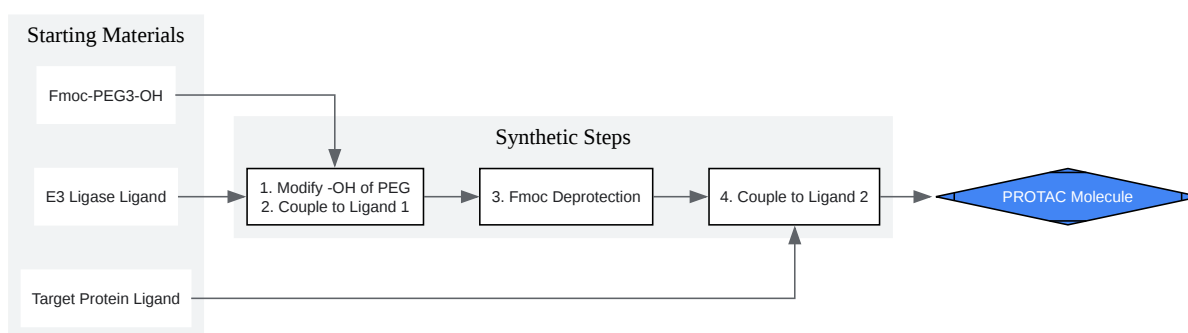 Starting Materials
Fmoc-PEG3-OH
Synthetic Steps
E3 Ligase Ligand
1. Modify -OH of PEG
2. Couple to Ligand 1
3. Fmoc Deprotection
4. Couple to Ligand 2
PROTAC Molecule
Target Protein Ligand